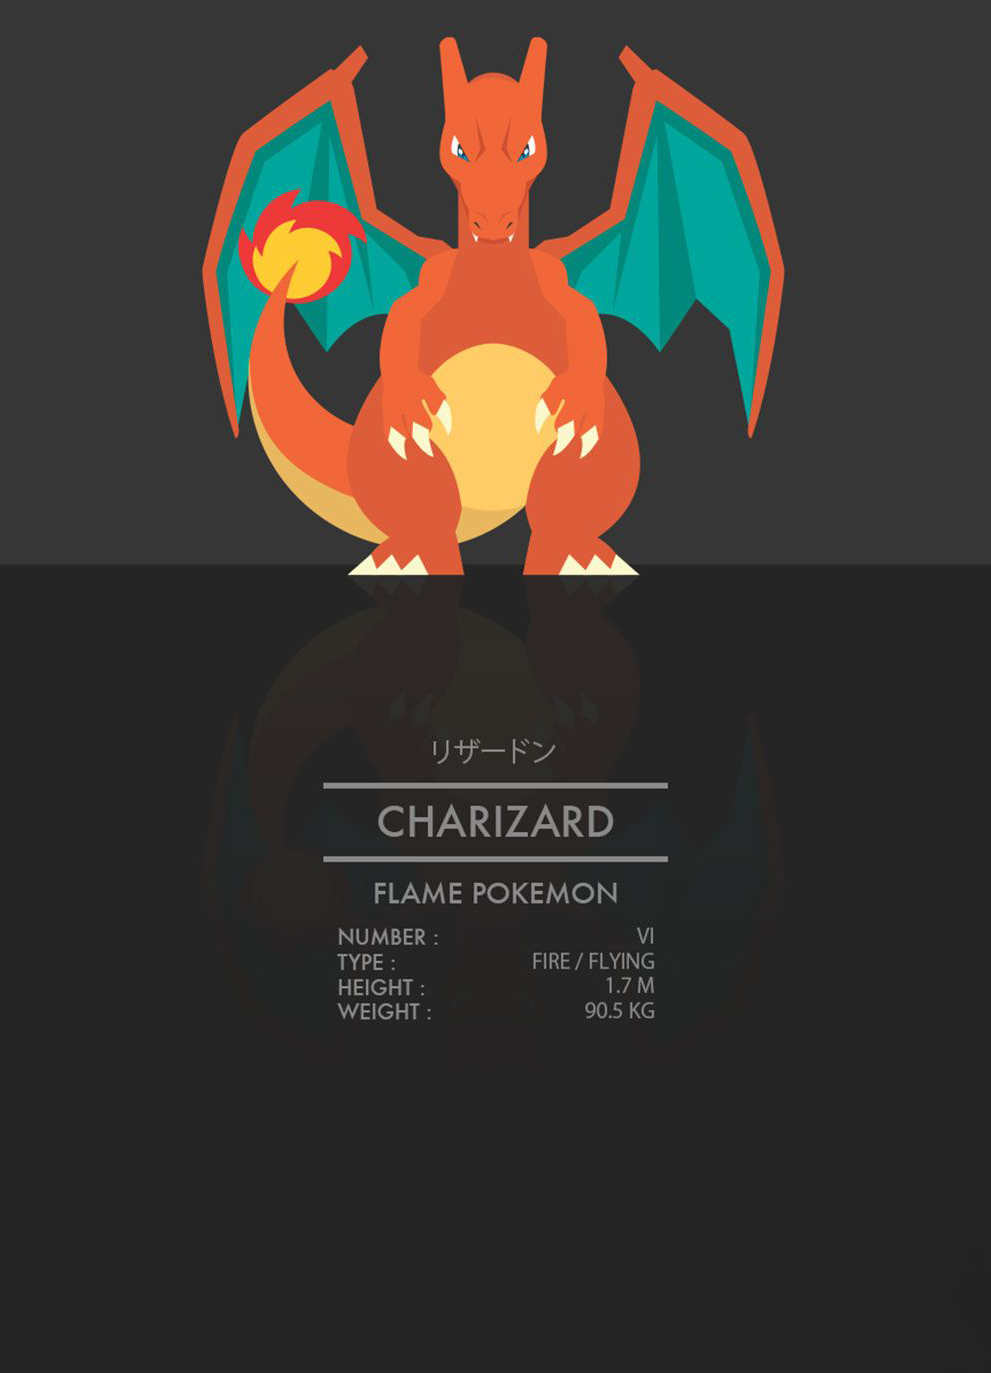 リザードン
CHARIZARD
FLAME POKEMON
NUMBER : VI
TYPE : FIRE / FLYING
HEIGHT : 1.7 M
WEIGHT : 90.5 KG